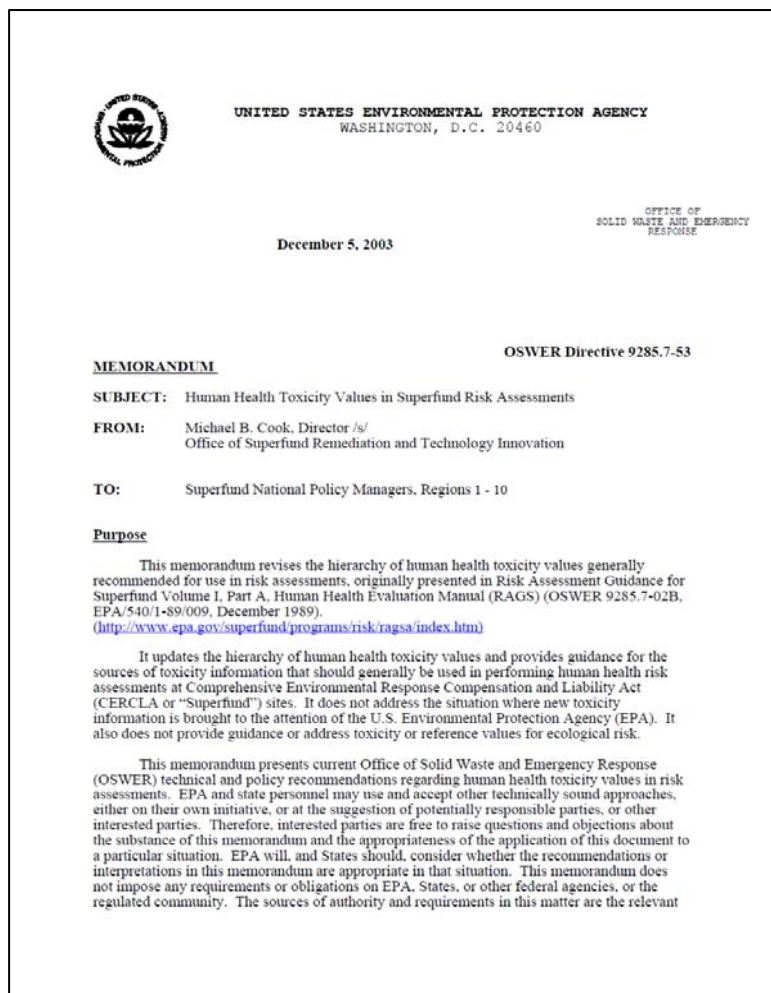 UNITED STATES ENVIRONMENTAL PROTECTION AGENCY
WASHINGTON, D.C. 20460
OFFICE OF
SOLID WASTE AND EMERGENCY
RESPONSE
December 5, 2003
OSWER Directive 9285.7-53
MEMORANDUM
SUBJECT: Human Health Toxicity Values in Superfund Risk Assessments
FROM: Michael B. Cook, Director /s/
Office of Superfund Remediation and Technology Innovation
TO: Superfund National Policy Managers, Regions 1 - 10
Purpose
This memorandum revises the hierarchy of human health toxicity values generally
recommended for use in risk assessments, originally presented in Risk Assessment Guidance for
Superfund Volume I, Part A, Human Health Evaluation Manual (RAGS) (OSWER 9285.7-02B,
EPA/540/1-89/009, December 1989).
(http://www.epa.gov/superfund/programs/risk/ragsa/index.htm)
It updates the hierarchy of human health toxicity values and provides guidance for the
sources of toxicity information that should generally be used in performing human health risk
assessments at Comprehensive Environmental Response Compensation and Liability Act
(CERCLA or “Superfund”) sites. It does not address the situation where new toxicity
information is brought to the attention of the U.S. Environmental Protection Agency (EPA). It
also does not provide guidance or address toxicity or reference values for ecological risk.
This memorandum presents current Office of Solid Waste and Emergency Response
(OSWER) technical and policy recommendations regarding human health toxicity values in risk
assessments. EPA and state personnel may use and accept other technically sound approaches,
either on their own initiative, or at the suggestion of potentially responsible parties, or other
interested parties. Therefore, interested parties are free to raise questions and objections about
the substance of this memorandum and the appropriateness of the application of this document to
a particular situation. EPA will, and States should, consider whether the recommendations or
interpretations in this memorandum are appropriate in that situation. This memorandum does
not impose any requirements or obligations on EPA, States, or other federal agencies, or the
regulated community. The sources of authority and requirements in this matter are the relevant